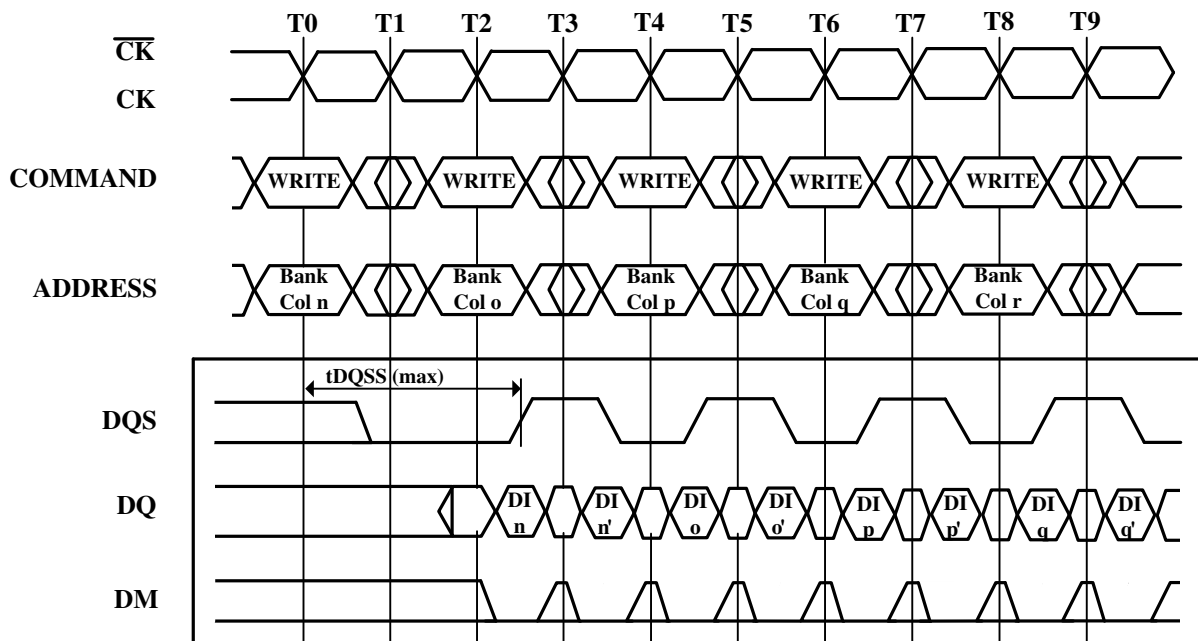 T0 T1 T2 T3 T4 T5 T6 T7 T8 T9
CK
CK
COMMAND
WRITE WRITE WRITE WRITE WRITE
ADDRESS
Bank Bank Bank Bank Bank
Col n Col o Col p Col q Col r
tDQSS (max)
DQS
DQ
DI DI DI DI DI DI DI DI
n n' o o' p p' q q'
DM